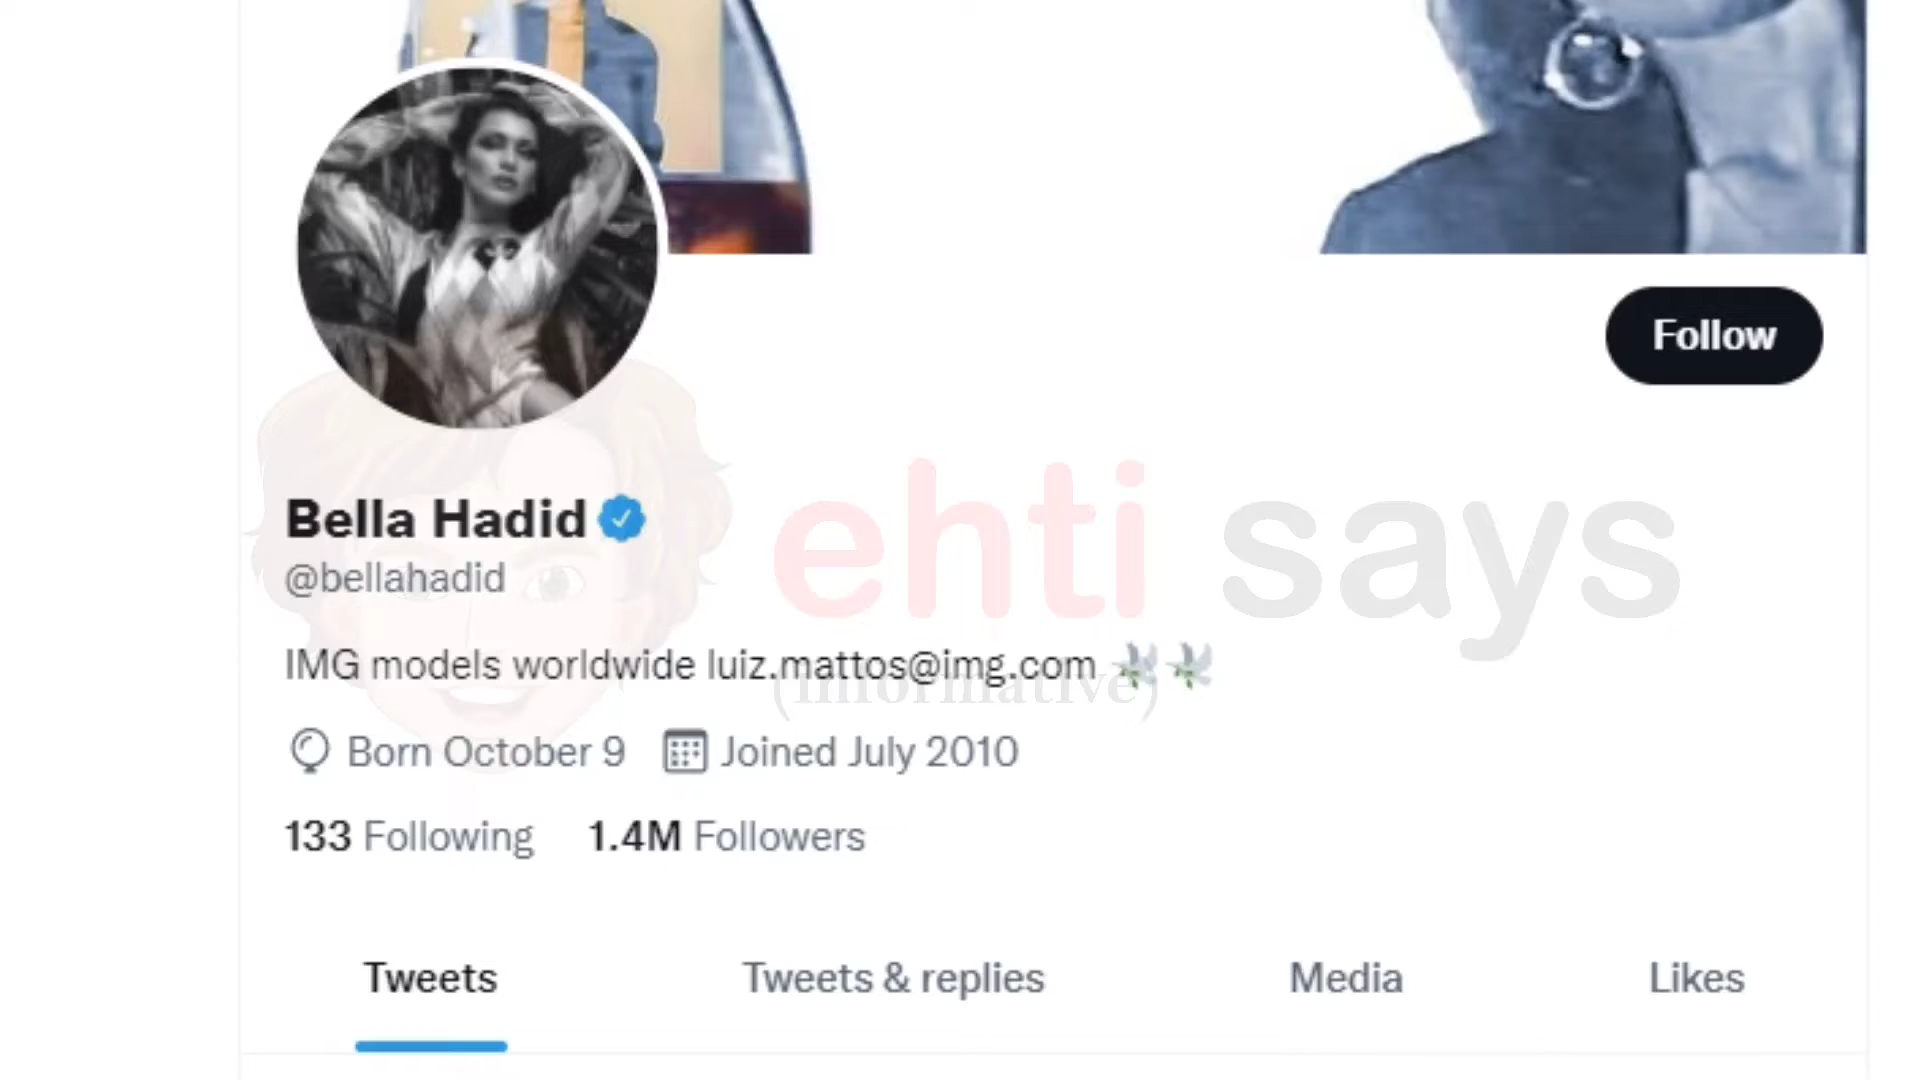 Follow
Bella Hadid
@bellahadid
ehti says
IMG models worldwide luiz.mattos@img.com 🕊️🕊️
(informative)
Born October 9 Joined July 2010
133 Following 1.4M Followers
Tweets Tweets & replies Media Likes